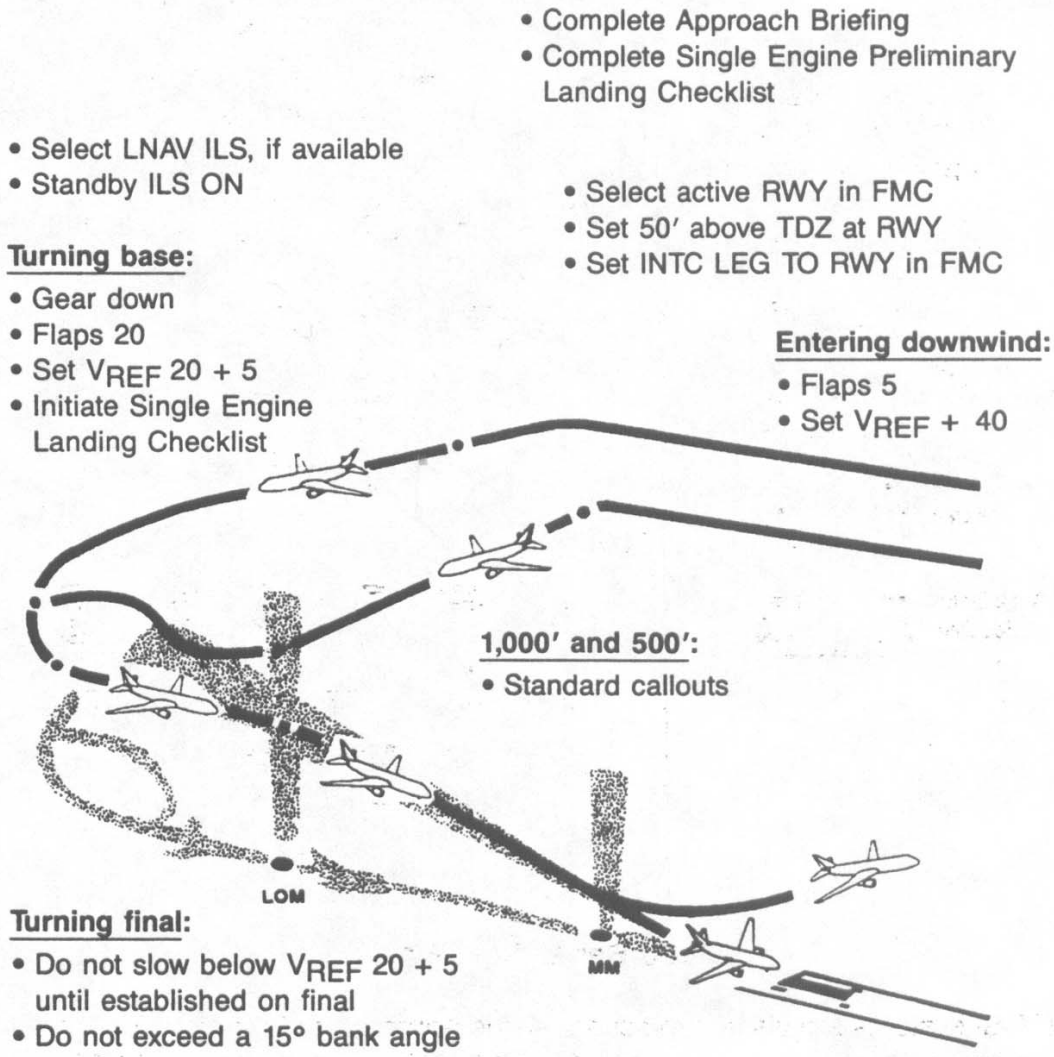 • Complete Approach Briefing
• Complete Single Engine Preliminary
Landing Checklist
• Select LNAV ILS, if available
• Standby ILS ON
• Select active RWY in FMC
• Set 50′ above TDZ at RWY
• Set INTC LEG TO RWY in FMC
Turning base:
• Gear down
• Flaps 20
• Set VREF 20 + 5
• Initiate Single Engine
Landing Checklist
Entering downwind:
• Flaps 5
• Set VREF + 40
1,000′ and 500′:
• Standard callouts
LOM
MM
Turning final:
• Do not slow below VREF 20 + 5
until established on final
• Do not exceed a 15° bank angle